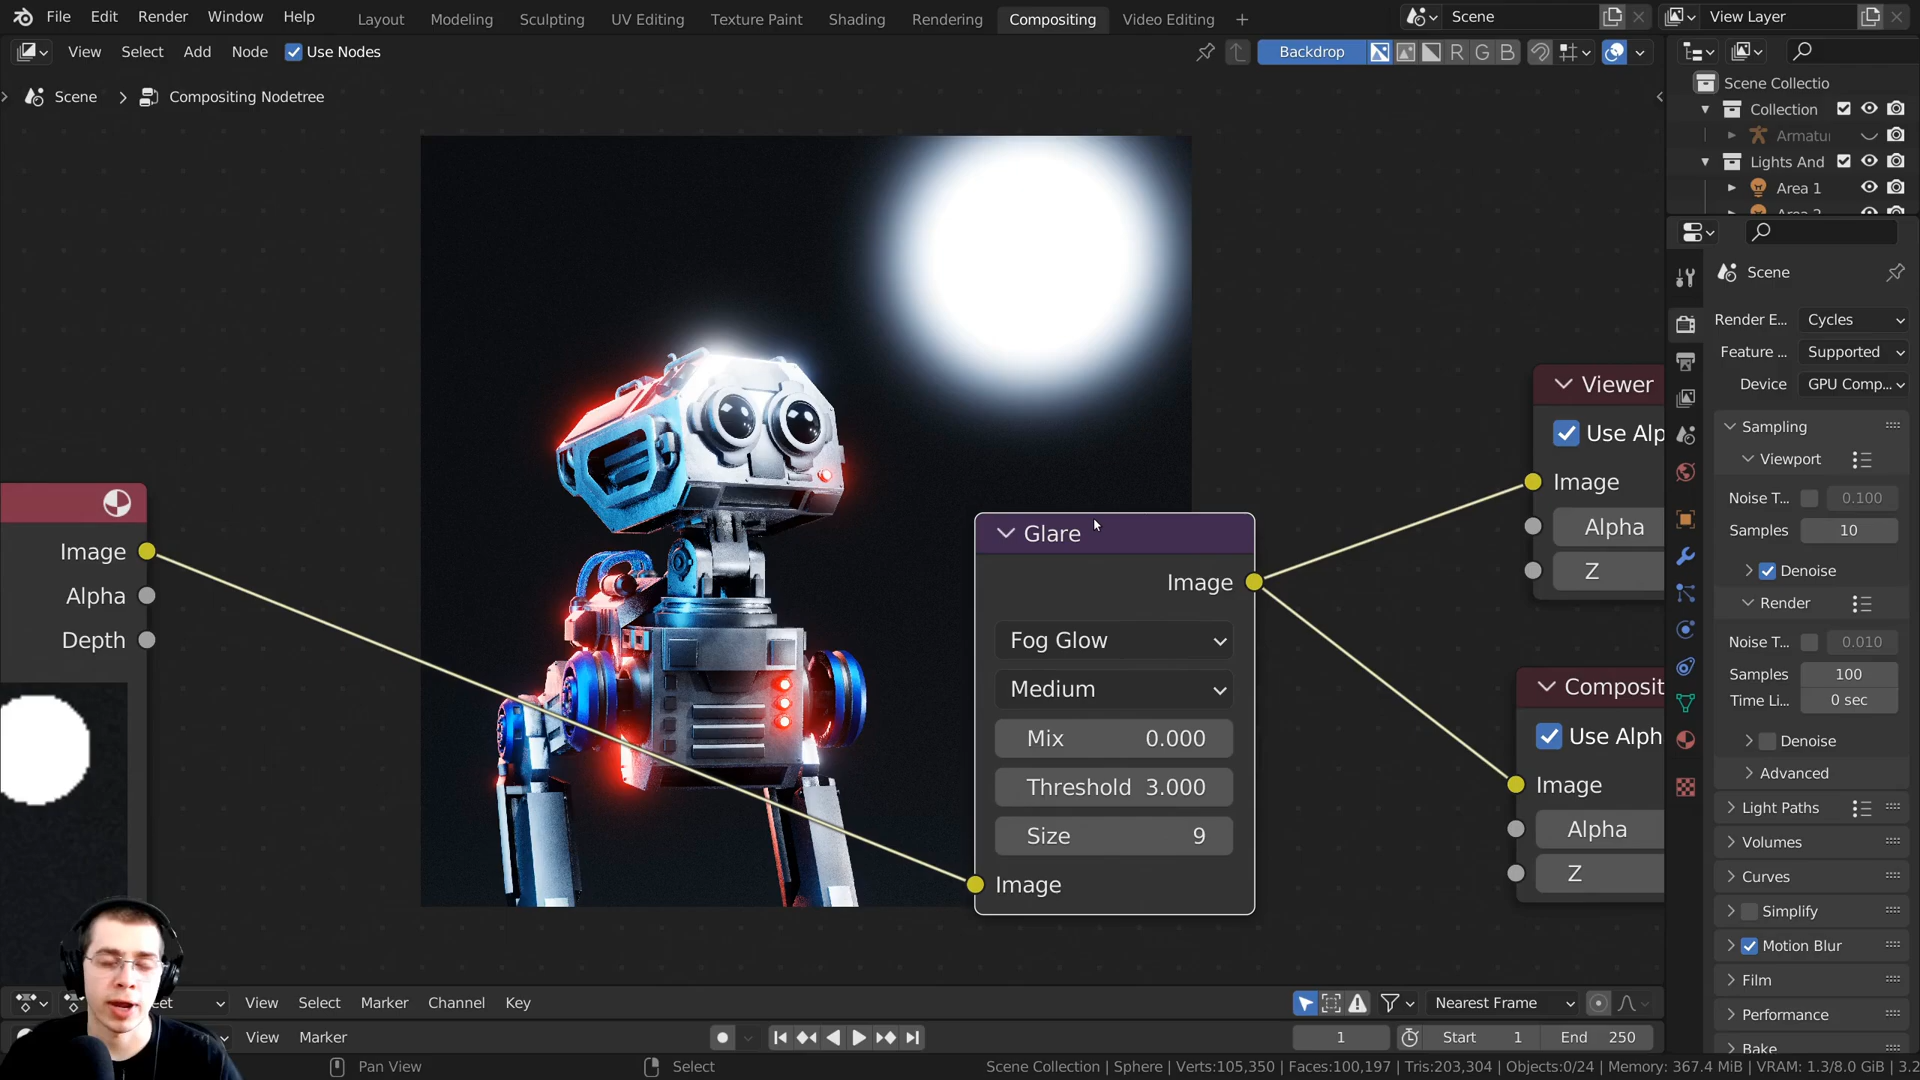 File Edit Render Window Help Layout Modeling Sculpting UV Editing Texture Paint Shading Rendering Compositing Video Editing + Scene View Layer
View Select Add Node Use Nodes Backdrop R G B
Scene > Compositing Nodetree
Scene Collectio
Collection
Armatu
Lights And
Area 1
Scene
Render E... Cycles
Feature ... Supported
Device GPU Comp...
Sampling
Viewport
Noise T... 0.100
Samples 10
Denoise
Render
Noise T... 0.010
Samples 100
Time Li... 0 sec
Denoise
Advanced
Light Paths
Volumes
Curves
Simplify
Motion Blur
Film
Performance
Bake
Image
Alpha
Depth
Glare
Image
Fog Glow
Medium
Mix 0.000
Threshold 3.000
Size 9
Image
Viewer
Use Alp
Image
Alpha
Z
Composit
Use Alph
Image
Alpha
Z
eet View Select Marker Channel Key Nearest Frame
View Marker 1 Start 1 End 250
Pan View Select Scene Collection | Sphere | Verts:105,350 | Faces:100,197 | Tris:203,304 | Objects:0/24 | Memory: 367.4 MiB | VRAM: 1.3/8.0 GiB | 3.2